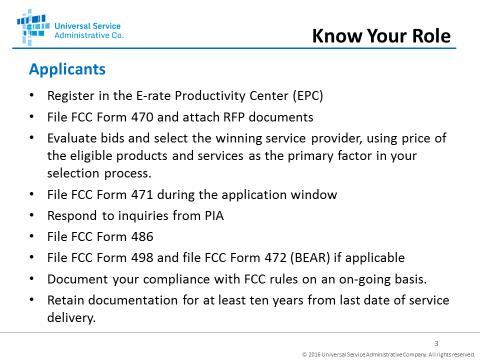 Universal Service
Administrative Co.
Know Your Role
Applicants
• Register in the E-rate Productivity Center (EPC)
• File FCC Form 470 and attach RFP documents
• Evaluate bids and select the winning service provider, using price of
the eligible products and services as the primary factor in your
selection process.
• File FCC Form 471 during the application window
• Respond to inquiries from PIA
• File FCC Form 486
• File FCC Form 498 and file FCC Form 472 (BEAR) if applicable
• Document your compliance with FCC rules on an on-going basis.
• Retain documentation for at least ten years from last date of service
delivery.
3
© 2016 Universal Service Administrative Company. All rights reserved.